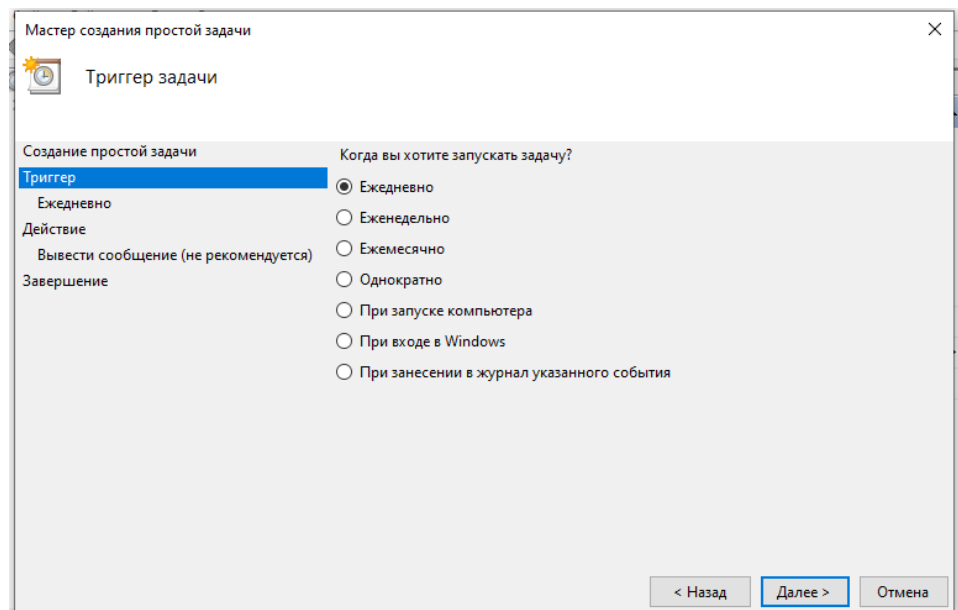 Мастер создания простой задачи
Триггер задачи
Создание простой задачи
Триггер
Ежедневно
Действие
Вывести сообщение (не рекомендуется)
Завершение
Когда вы хотите запускать задачу?
Ежедневно
Еженедельно
Ежемесячно
Однократно
При запуске компьютера
При входе в Windows
При занесении в журнал указанного события
< Назад
Далее >
Отмена